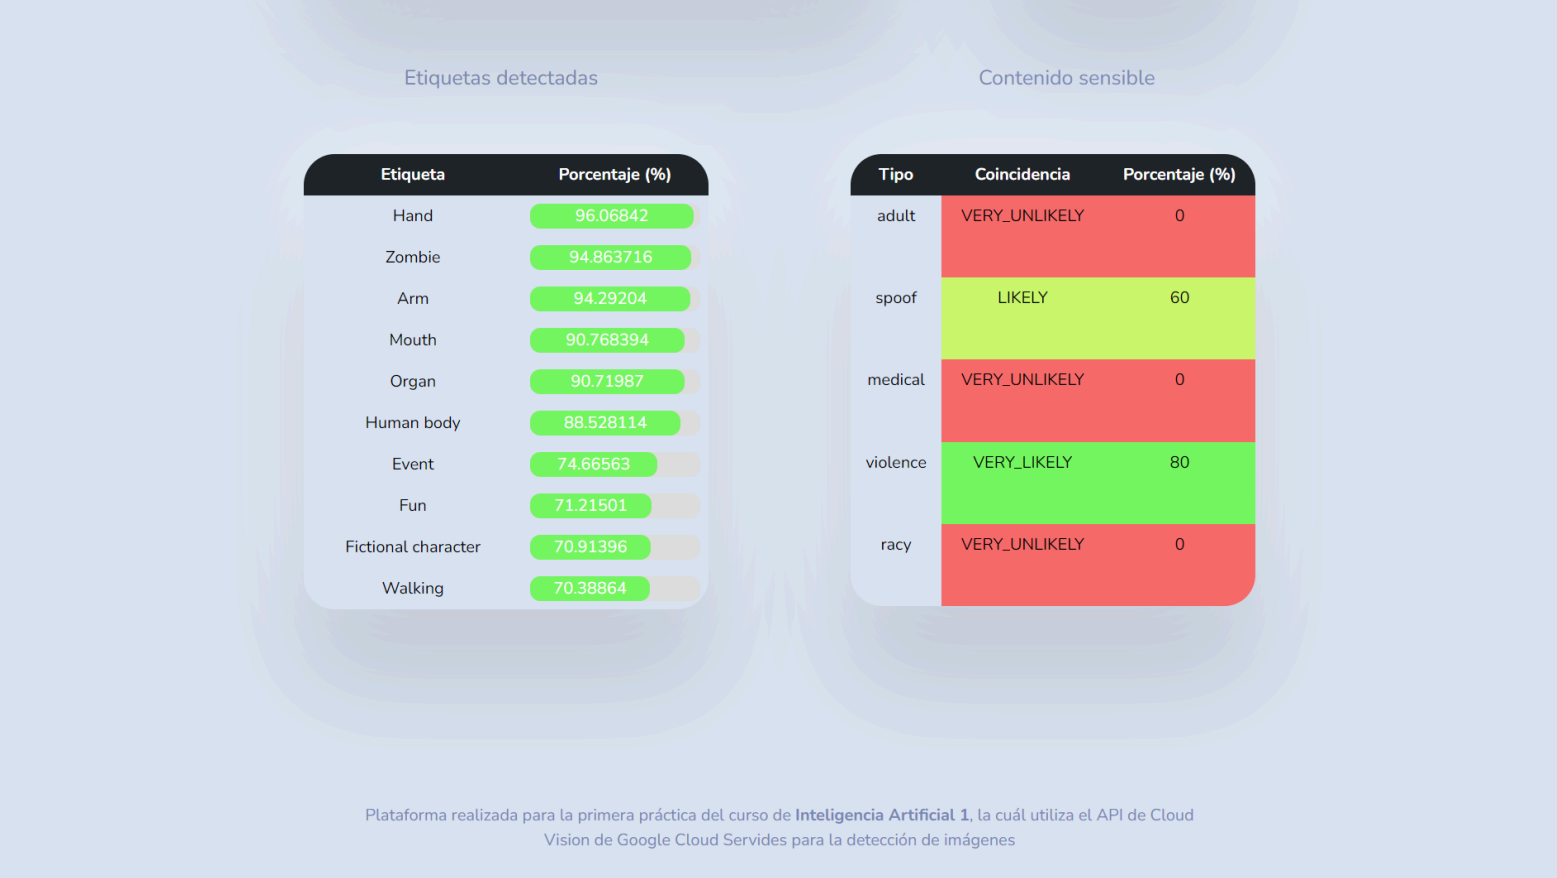 Etiquetas detectadas
Etiqueta Porcentaje (%)
Hand 96.06842
Zombie 94.863716
Arm 94.29204
Mouth 90.768394
Organ 90.71987
Human body 88.528114
Event 74.66563
Fun 71.21501
Fictional character 70.91396
Walking 70.38864
Contenido sensible
Tipo Coincidencia Porcentaje (%)
adult VERY_UNLIKELY 0
spoof LIKELY 60
medical VERY_UNLIKELY 0
violence VERY_LIKELY 80
racy VERY_UNLIKELY 0
Plataforma realizada para la primera práctica del curso de Inteligencia Artificial 1, la cuál utiliza el API de Cloud
Vision de Google Cloud Servides para la detección de imágenes